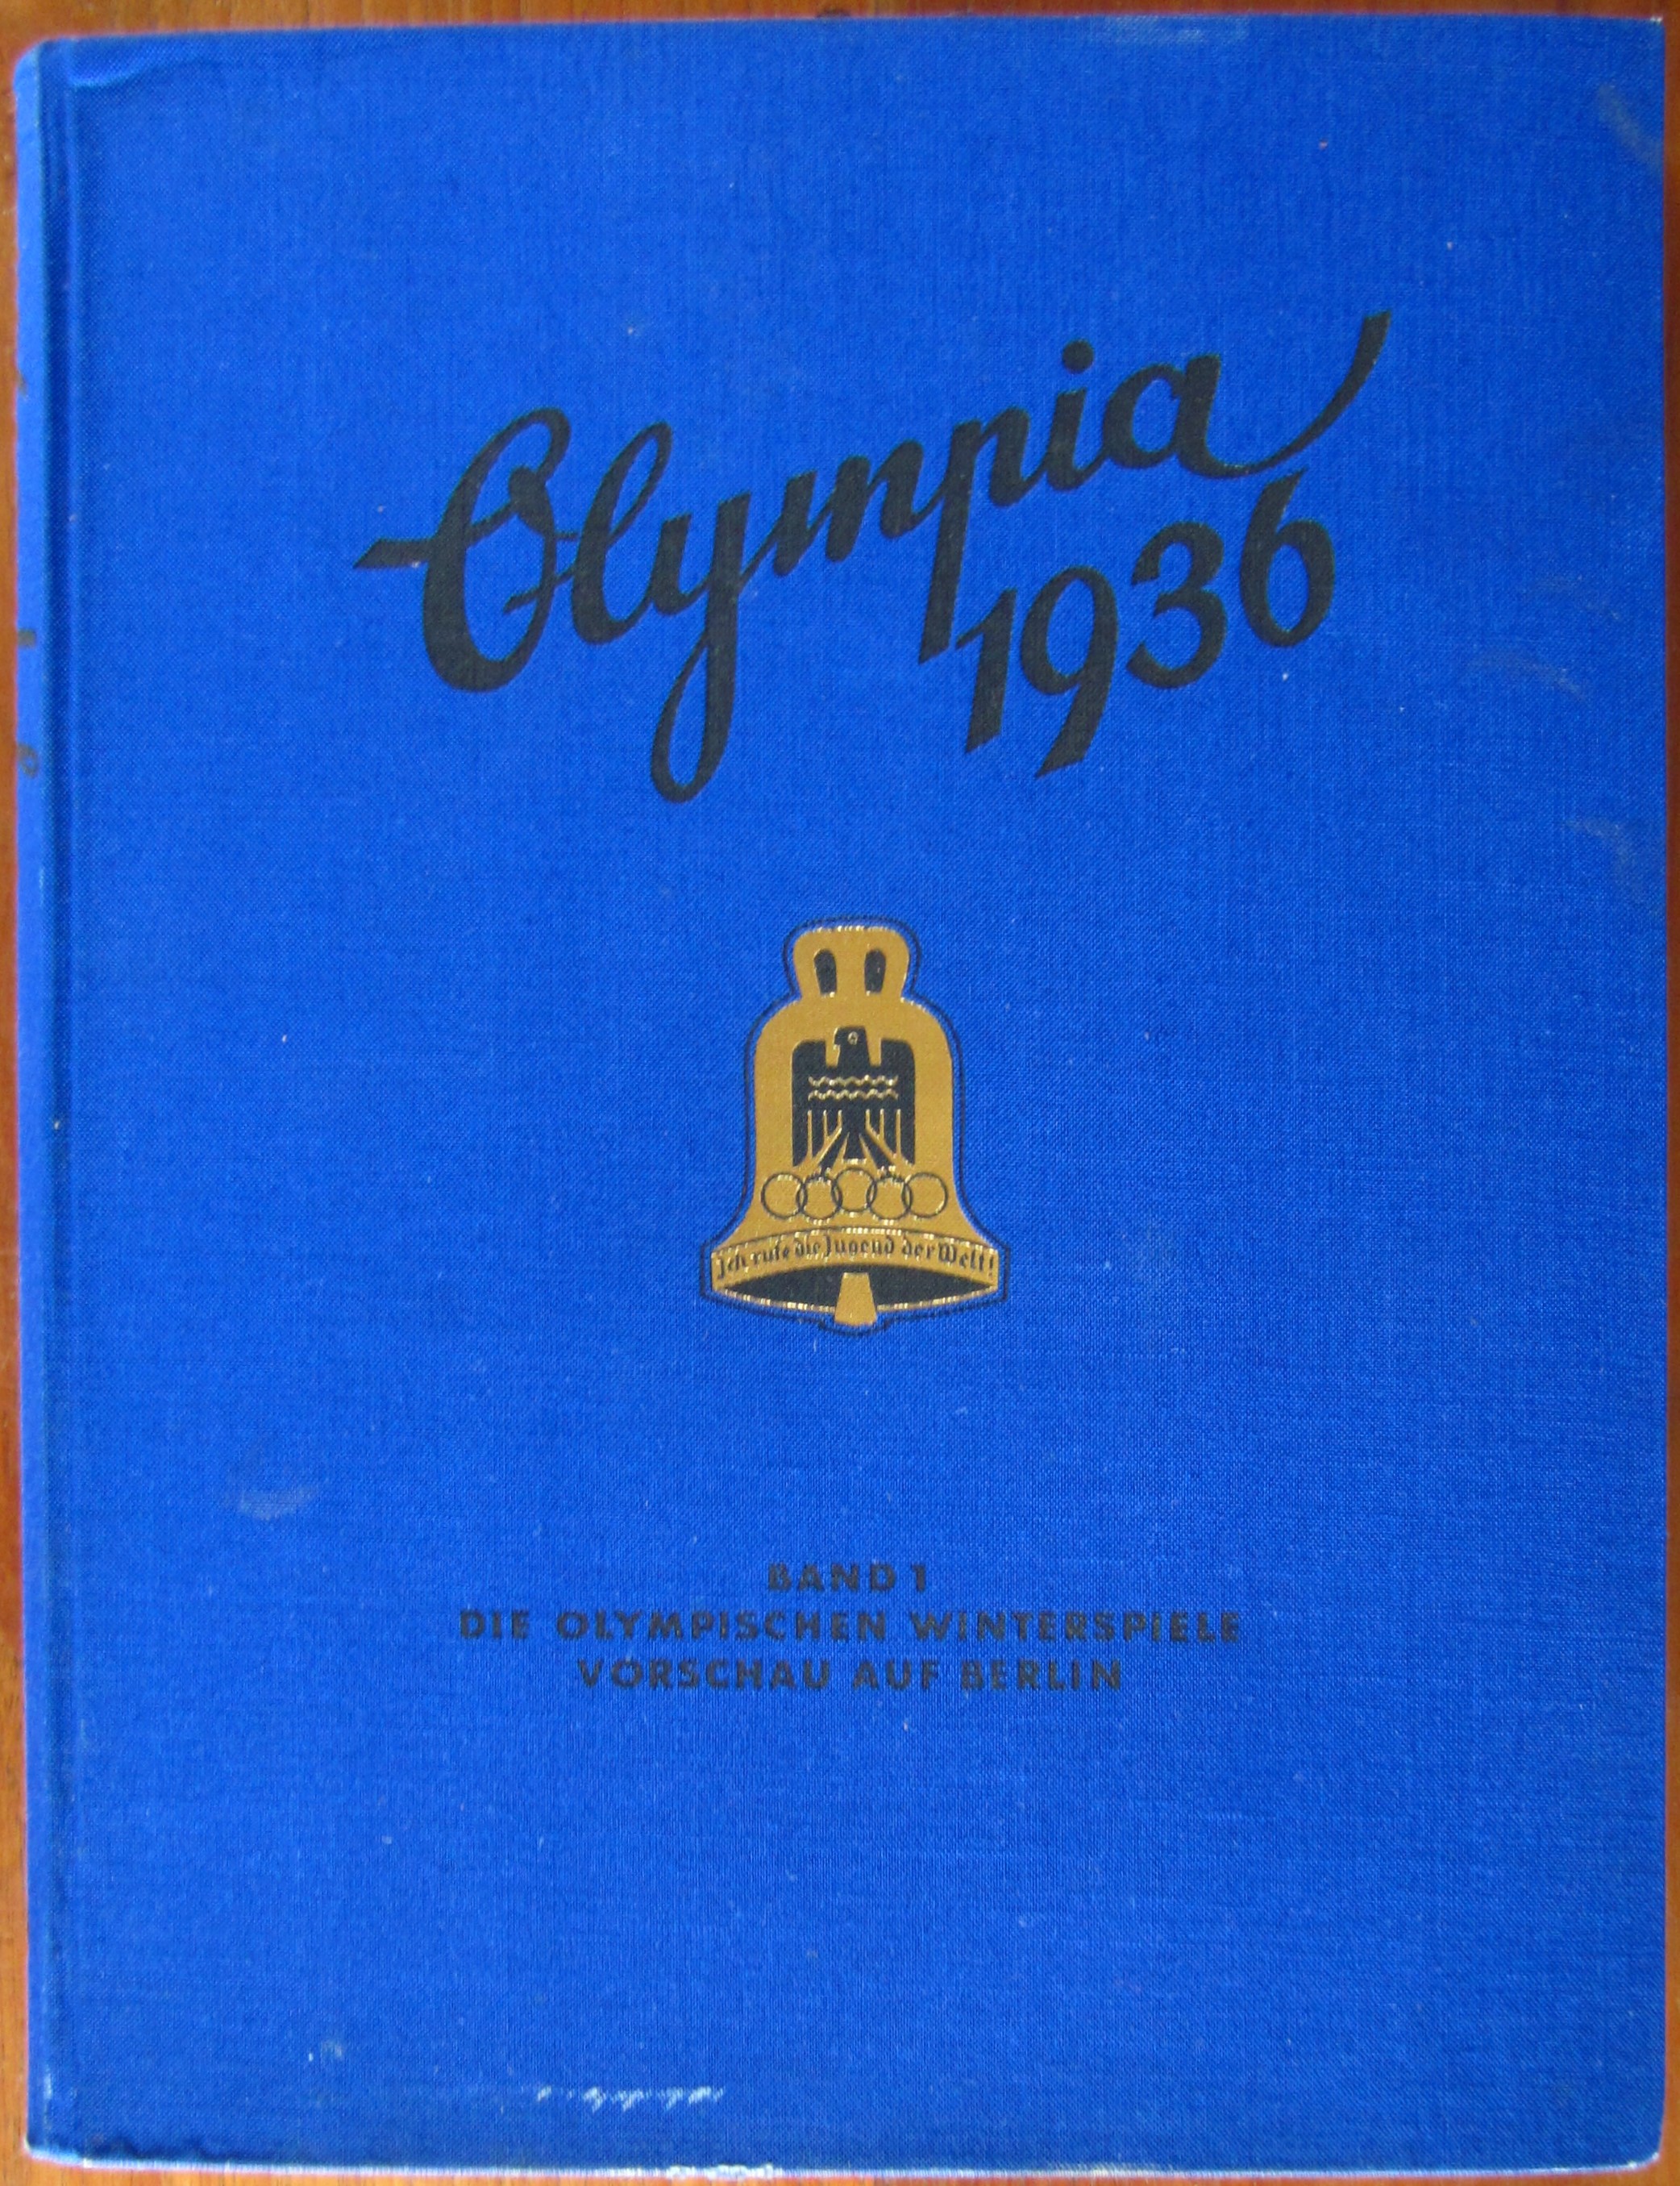 Olympia
1936
Ich rufe die Jugend der Welt!
BAND 1
DIE OLYMPISCHEN WINTERSPIELE
VORSCHAU AUF BERLIN